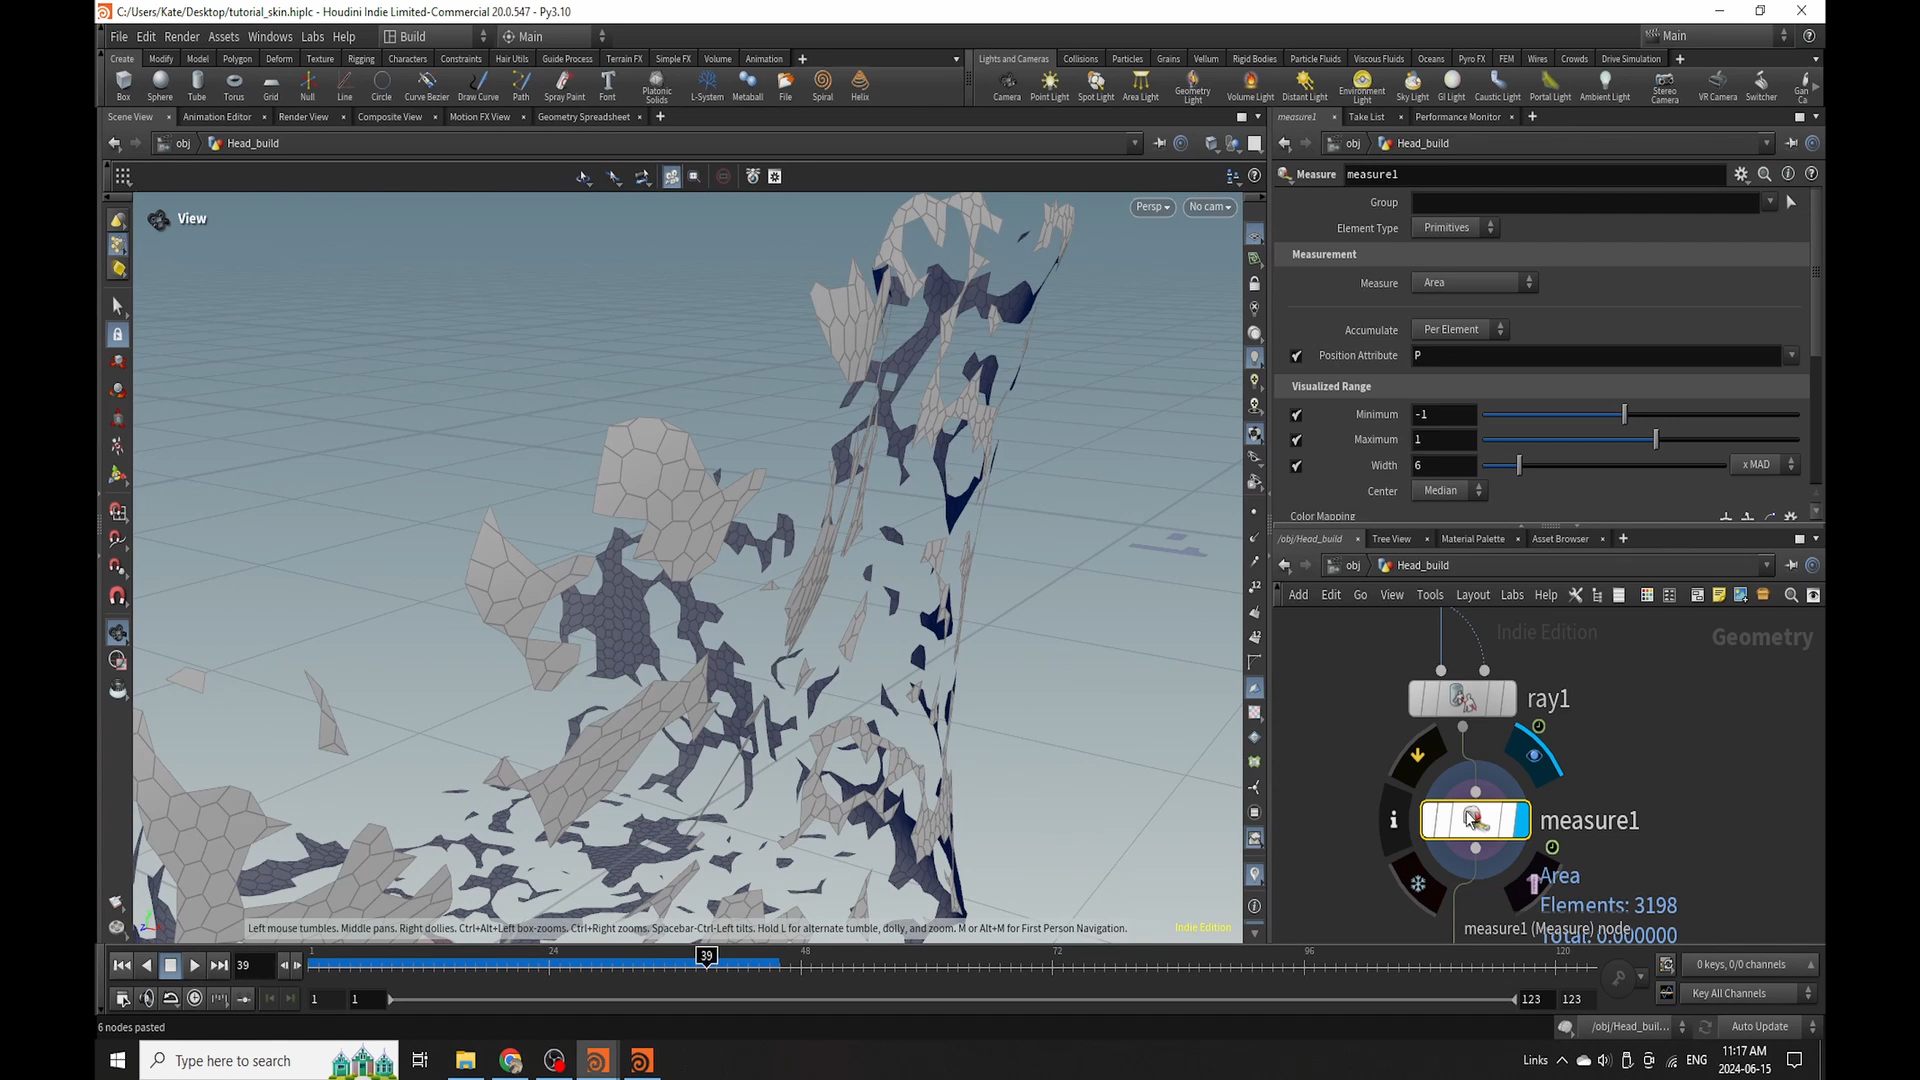 C:/Users/Kate/Desktop/tutorial_skin.hiplc - Houdini Indie Limited-Commercial 20.0.547 - Py3.10
File Edit Render Assets Windows Labs Help Build Main Main
Create Modify Model Polygon Deform Texture Rigging Characters Constraints Hair Utils Guide Process Terrain FX Simple FX Volume Animation
Lights and Cameras Collisions Particles Grains Vellum Rigid Bodies Particle Fluids Viscous Fluids Oceans Pyro FX FEM Wires Crowds Drive Simulation
Box Sphere Tube Torus Grid Null Line Circle Curve Bezier Draw Curve Path Spray Paint Font Platonic Solids L-System Metaball File Spiral Helix
Camera Point Light Spot Light Area Light Geometry Light Volume Light Distant Light Environment Light Sky Light GI Light Caustic Light Portal Light Ambient Light Stereo Camera VR Camera Switcher Gan Ca
Scene View Animation Editor Render View Composite View Motion FX View Geometry Spreadsheet
measure1 Take List Performance Monitor
obj Head_build
obj Head_build
Measure measure1
View
Persp
No cam
Group
Element Type Primitives
Measurement
Measure Area
Accumulate Per Element
Position Attribute P
Visualized Range
Minimum -1
Maximum 1
Width 6 x MAD
Center Median
Color Mapping
/obj/Head_build Tree View Material Palette Asset Browser
obj Head_build
Add Edit Go View Tools Layout Labs Help
Indie Edition
Geometry
ray1
measure1
Area
Elements: 3198
Total: 0.000000
measure1 (Measure) node
Left mouse tumbles. Middle pans. Right dollies. Ctrl+Alt+Left box-zooms. Ctrl+Right zooms. Spacebar-Ctrl-Left tilts. Hold L for alternate tumble, dolly, and zoom. M or Alt+M for First Person Navigation.
Indie Edition
12
12
39
1 24 39 48 72 96 120
0 keys, 0/0 channels
1 1 123 123
Key All Channels
6 nodes pasted
/obj/Head_buil...
Auto Update
Type here to search
Links
ENG
11:17 AM
2024-06-15